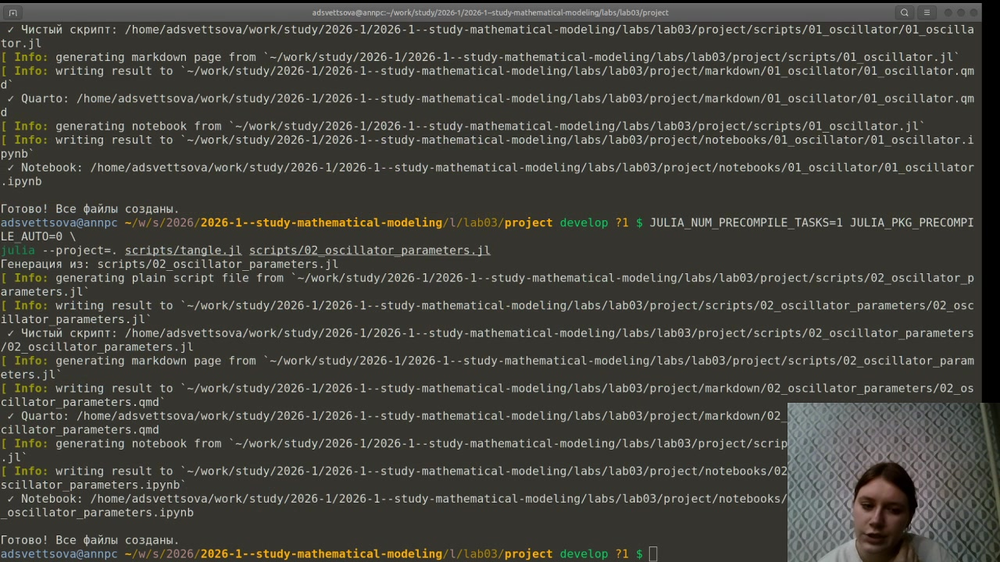 adsvettsova@annpc:~/work/study/2026-1/2026-1--study-mathematical-modeling/labs/lab03/project
✓ Чистый скрипт: /home/adsvettsova/work/study/2026-1/2026-1--study-mathematical-modeling/labs/lab03/project/scripts/01_oscillator/01_oscilla
tor.jl
[ Info: generating markdown page from `~/work/study/2026-1/2026-1--study-mathematical-modeling/labs/lab03/project/scripts/01_oscillator.jl`
[ Info: writing result to `~/work/study/2026-1/2026-1--study-mathematical-modeling/labs/lab03/project/markdown/01_oscillator/01_oscillator.qm
d`
✓ Quarto: /home/adsvettsova/work/study/2026-1/2026-1--study-mathematical-modeling/labs/lab03/project/markdown/01_oscillator/01_oscillator.qm
d
[ Info: generating notebook from `~/work/study/2026-1/2026-1--study-mathematical-modeling/labs/lab03/project/scripts/01_oscillator.jl`
[ Info: writing result to `~/work/study/2026-1/2026-1--study-mathematical-modeling/labs/lab03/project/notebooks/01_oscillator/01_oscillator.i
pynb`
✓ Notebook: /home/adsvettsova/work/study/2026-1/2026-1--study-mathematical-modeling/labs/lab03/project/notebooks/01_oscillator/01_oscillator
.ipynb
Готово! Все файлы созданы.
adsvettsova@annpc ~/w/s/2026/2026-1--study-mathematical-modeling/l/lab03/project develop ?1 $ JULIA_NUM_PRECOMPILE_TASKS=1 JULIA_PKG_PRECOMPI
LE_AUTO=0 \
julia --project=. scripts/tangle.jl scripts/02_oscillator_parameters.jl
Генерация из: scripts/02_oscillator_parameters.jl
[ Info: generating plain script file from `~/work/study/2026-1/2026-1--study-mathematical-modeling/labs/lab03/project/scripts/02_oscillator_p
arameters.jl`
[ Info: writing result to `~/work/study/2026-1/2026-1--study-mathematical-modeling/labs/lab03/project/scripts/02_oscillator_parameters/02_osc
illator_parameters.jl`
✓ Чистый скрипт: /home/adsvettsova/work/study/2026-1/2026-1--study-mathematical-modeling/labs/lab03/project/scripts/02_oscillator_parameters
/02_oscillator_parameters.jl
[ Info: generating markdown page from `~/work/study/2026-1/2026-1--study-mathematical-modeling/labs/lab03/project/scripts/02_oscillator_param
eters.jl`
[ Info: writing result to `~/work/study/2026-1/2026-1--study-mathematical-modeling/labs/lab03/project/markdown/02_oscillator_parameters/02_os
cillator_parameters.qmd`
✓ Quarto: /home/adsvettsova/work/study/2026-1/2026-1--study-mathematical-modeling/labs/lab03/project/markdown/02_
cillator_parameters.qmd
[ Info: generating notebook from `~/work/study/2026-1/2026-1--study-mathematical-modeling/labs/lab03/project/scrip
.jl`
[ Info: writing result to `~/work/study/2026-1/2026-1--study-mathematical-modeling/labs/lab03/project/notebooks/02
scillator_parameters.ipynb`
✓ Notebook: /home/adsvettsova/work/study/2026-1/2026-1--study-mathematical-modeling/labs/lab03/project/notebooks/
_oscillator_parameters.ipynb
Готово! Все файлы созданы.
adsvettsova@annpc ~/w/s/2026/2026-1--study-mathematical-modeling/l/lab03/project develop ?1 $